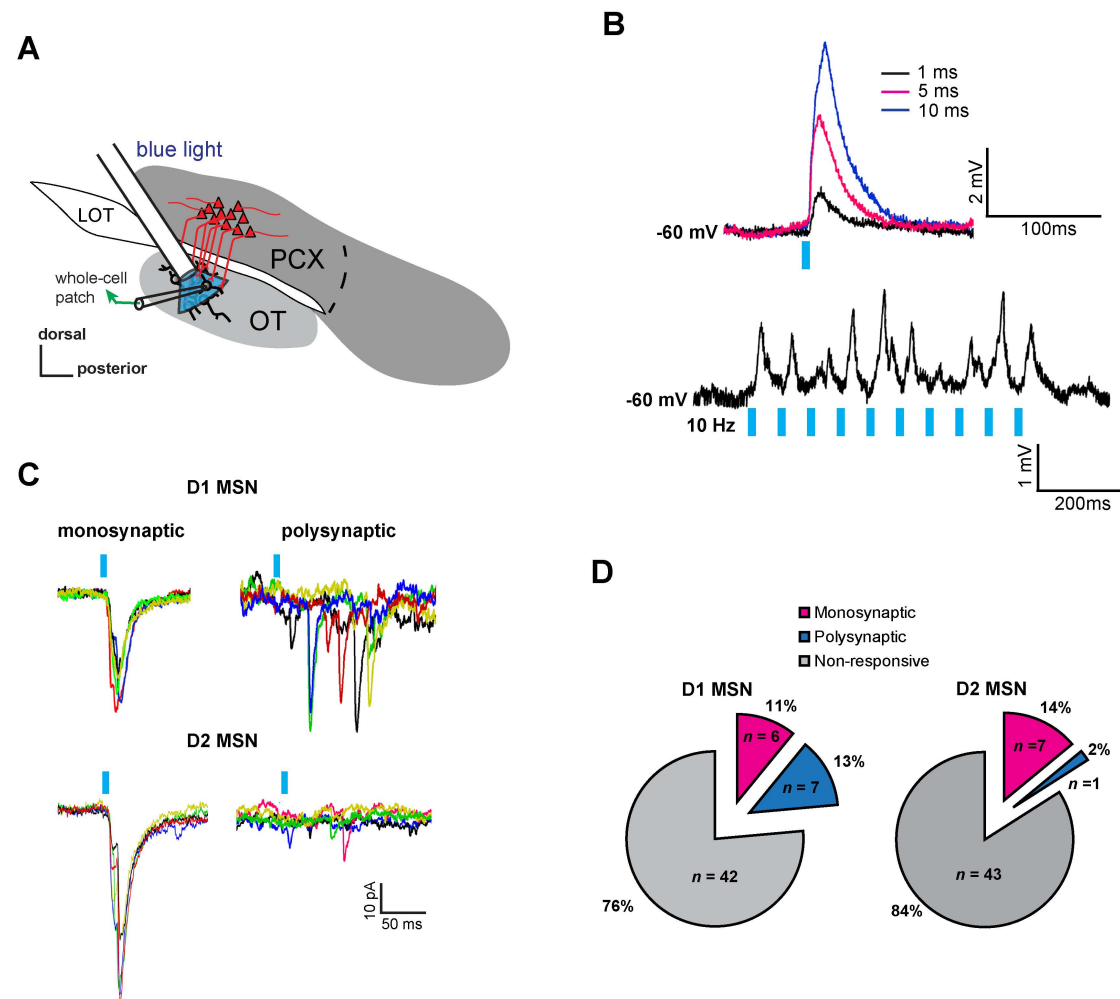 A
blue light
LOT
PCX
whole-cell
patch
OT
dorsal
posterior
B
1 ms
5 ms
10 ms
2 mV
100ms
-60 mV
-60 mV
10 Hz
1 mV
200ms
C
D1 MSN
monosynaptic
polysynaptic
D2 MSN
10 pA
50 ms
D
Monosynaptic
Polysynaptic
Non-responsive
D1 MSN
11%
n = 6
13%
n = 7
n = 42
76%
D2 MSN
14%
n =7
2%
n =1
n = 43
84%